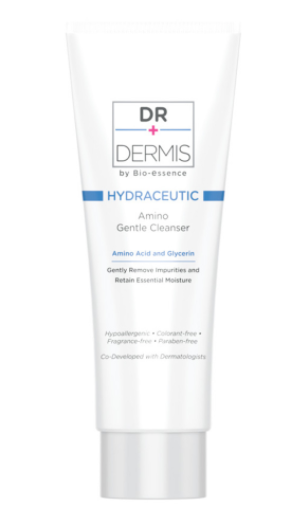 DR
+
DERMIS
by Bio-essence
HYDRACEUTIC
Amino
Gentle Cleanser
Amino Acid and Glycerin
Gently Remove Impurities and
Retain Essential Moisture
Hypoallergenic • Colorant-free •
Fragrance-free • Paraben-free
Co-Developed with Dermatologists